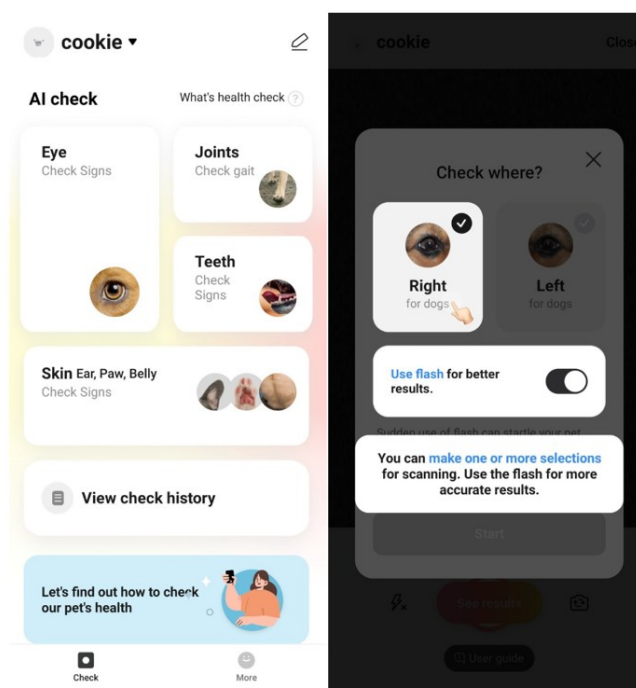 cookie
AI check
What's health check ?
Eye
Check Signs
Joints
Check gait
Teeth
Check
Signs
Skin Ear, Paw, Belly
Check Signs
View check history
Let's find out how to check
our pet's health
Check
More
cookie
Close
Check where?
Right
for dogs
Left
for dogs
Use flash for better
results.
Sudden use of flash can startle your pet
You can make one or more selections
for scanning. Use the flash for more
accurate results.
Start
See results
User guide